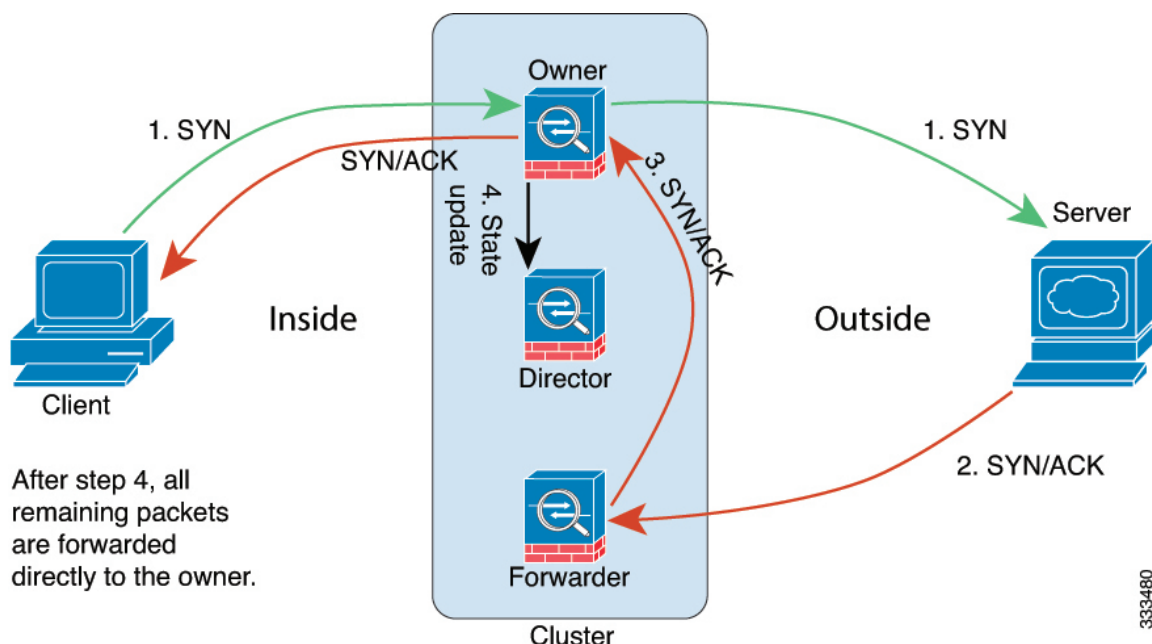 Owner
1. SYN
1. SYN
SYN/ACK
3. SYN/ACK
4. State
update
Server
Inside
Outside
Director
Client
2. SYN/ACK
After step 4, all
remaining packets
are forwarded
directly to the owner.
Forwarder
Cluster
333480